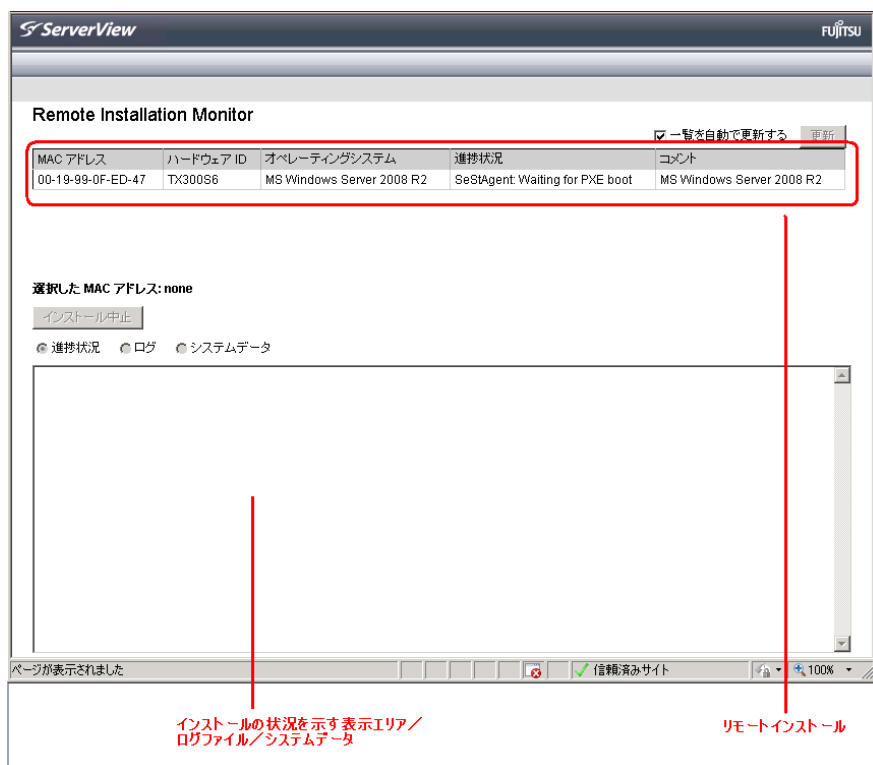 ServerView
FUJITSU
Remote Installation Monitor
一覧を自動で更新する 更新
MAC アドレス ハードウェア ID オペレーティングシステム 進捗状況 コメント
00-19-99-0F-ED-47 TX300S6 MS Windows Server 2008 R2 SeStAgent: Waiting for PXE boot MS Windows Server 2008 R2
選択した MAC アドレス: none
インストール中止
進捗状況 ログ システムデータ
ページが表示されました 信頼済みサイト 100%
インストールの状況を示す表示エリア／
ログファイル／システムデータ
リモートインストール